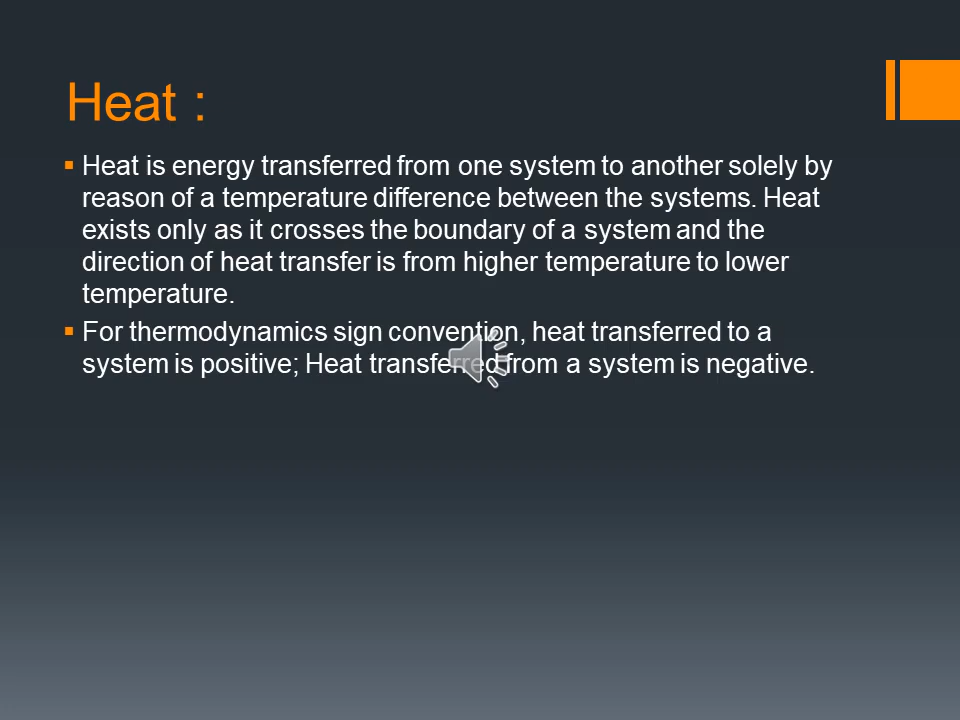 Heat :
Heat is energy transferred from one system to another solely by
reason of a temperature difference between the systems. Heat
exists only as it crosses the boundary of a system and the
direction of heat transfer is from higher temperature to lower
temperature.
For thermodynamics sign convention, heat transferred to a
system is positive; Heat transferred from a system is negative.